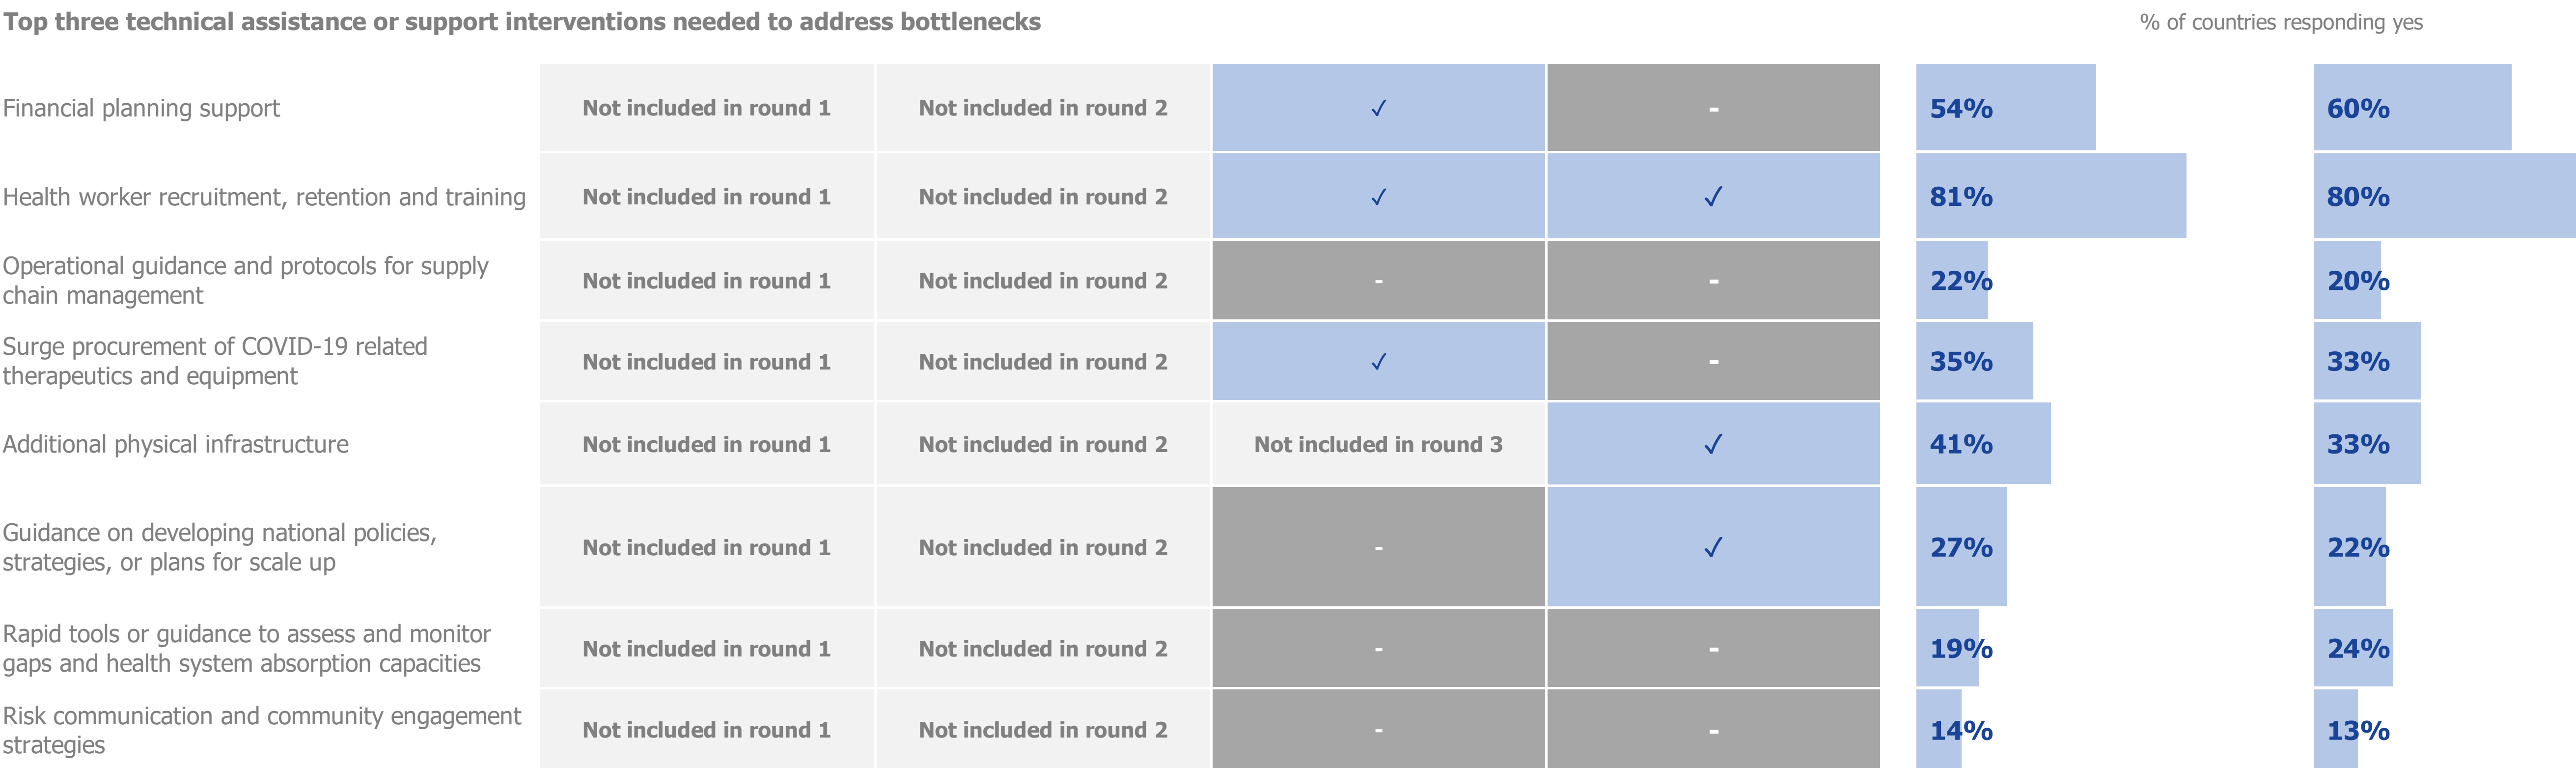 Top three technical assistance or support interventions needed to address bottlenecks % of countries responding yes
Financial planning support Not included in round 1 Not included in round 2 ✓ - 54% 60%
Health worker recruitment, retention and training Not included in round 1 Not included in round 2 ✓ ✓ 81% 80%
Operational guidance and protocols for supply
chain management Not included in round 1 Not included in round 2 - - 22% 20%
Surge procurement of COVID-19 related
therapeutics and equipment Not included in round 1 Not included in round 2 ✓ - 35% 33%
Additional physical infrastructure Not included in round 1 Not included in round 2 Not included in round 3 ✓ 41% 33%
Guidance on developing national policies,
strategies, or plans for scale up Not included in round 1 Not included in round 2 - ✓ 27% 22%
Rapid tools or guidance to assess and monitor
gaps and health system absorption capacities Not included in round 1 Not included in round 2 - - 19% 24%
Risk communication and community engagement
strategies Not included in round 1 Not included in round 2 - - 14% 13%